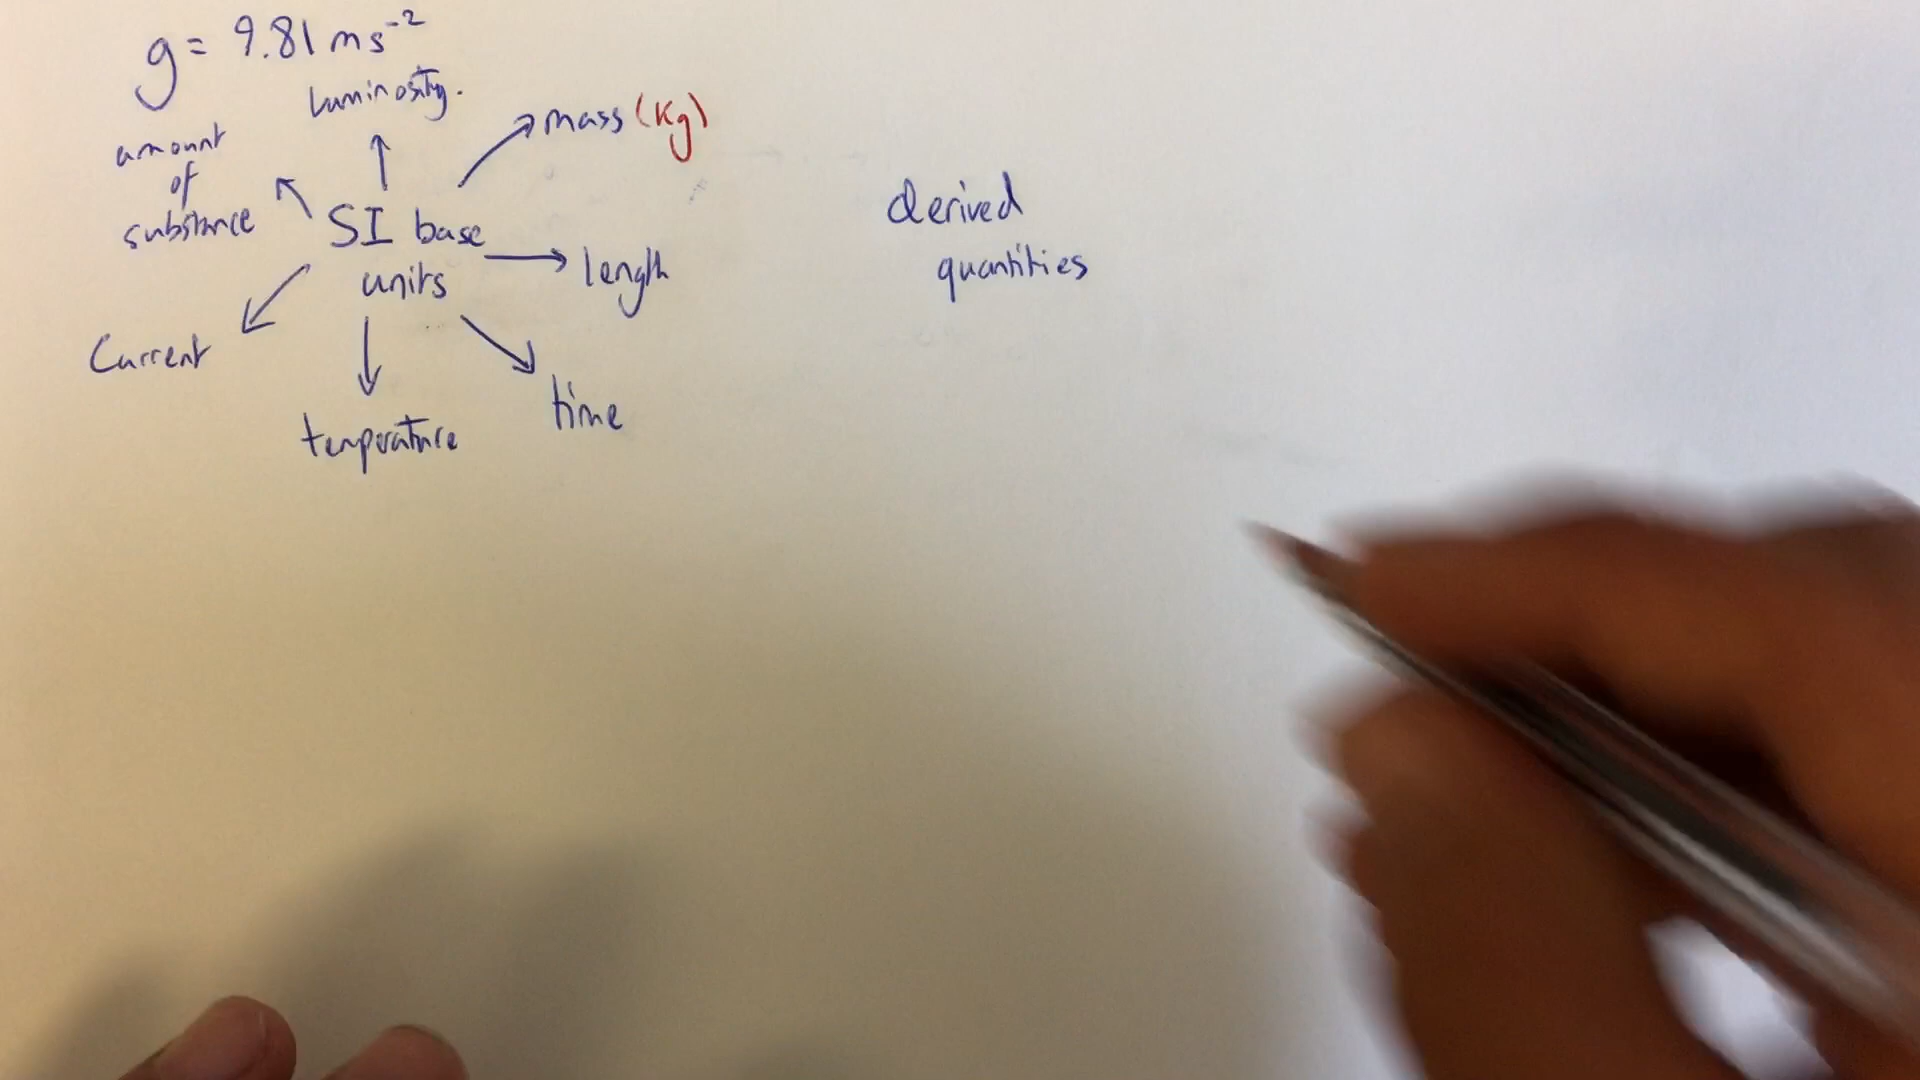 g = 9.81 ms⁻²
luminosity.
mass (Kg)
amount
of
substance
SI base
units
length
Current
temperature
time
derived
quantities